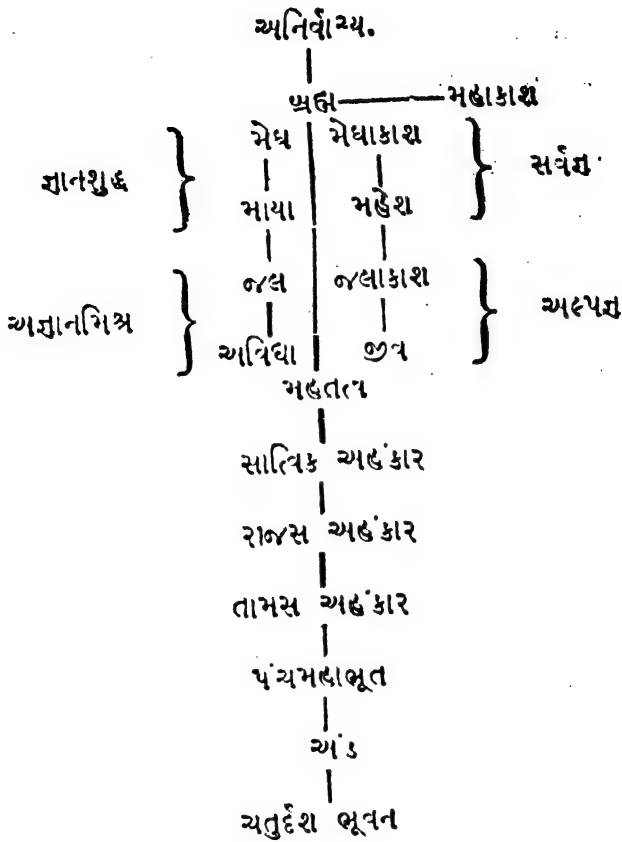 અનિર્વાચ્ય.
બ્રહ્મ મહાકાશ
મેઘ મેઘાકાશ
જ્ઞાનશુદ્ધ સર્વજ્ઞ
માયા મહેશ
જલ જલાકાશ
અજ્ઞાનમિશ્ર અલ્પજ્ઞ
અવિદ્યા જીવ
મહતત્વ
સાત્વિક અહંકાર
રાજસ અહંકાર
તામસ અહંકાર
પંચમહાભૂત
અંડ
ચતુર્દશ ભૂવન